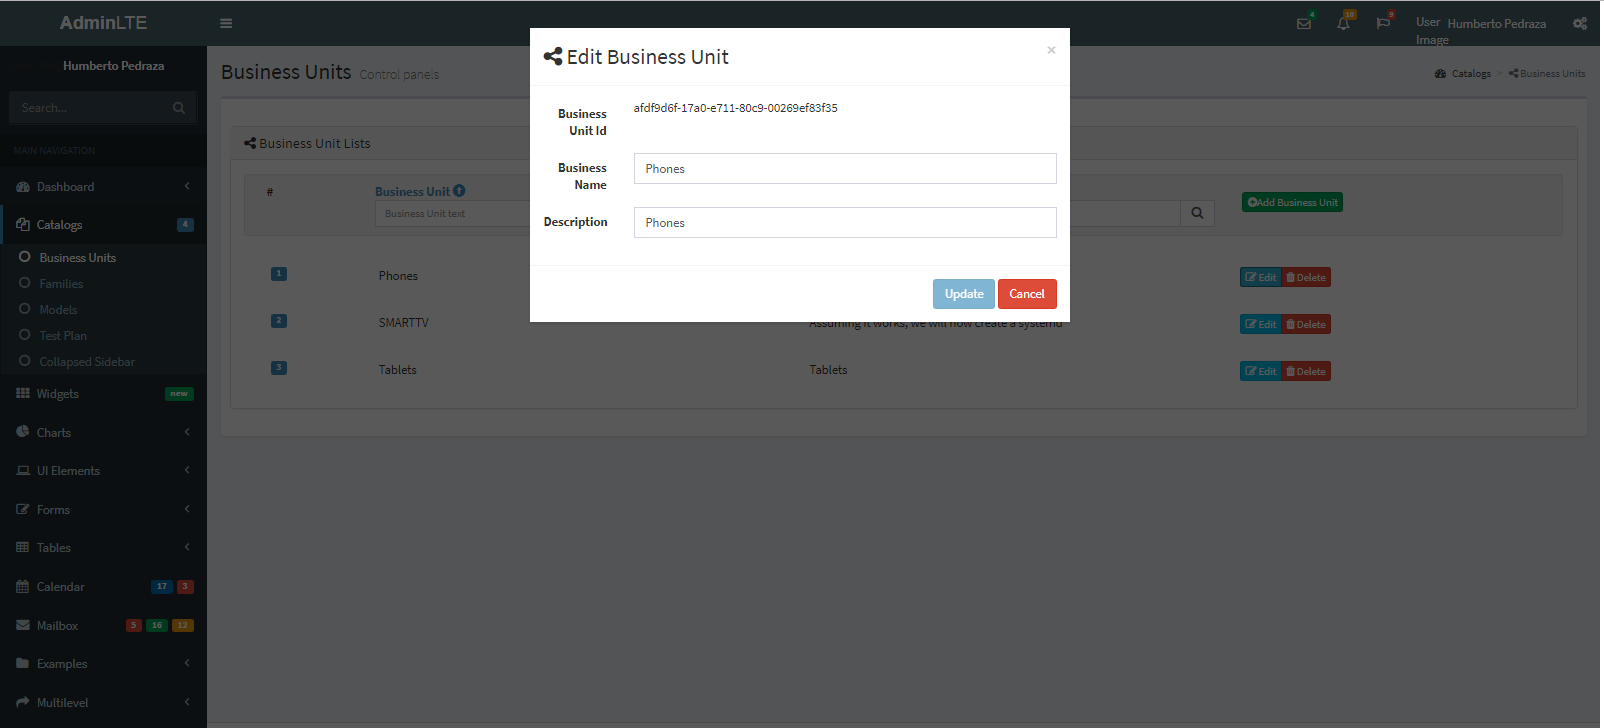 AdminLTE
4
10
9
User Image
Humberto Pedraza
Humberto Pedraza
Search...
MAIN NAVIGATION
Dashboard
Catalogs 4
Business Units
Families
Models
Test Plan
Collapsed Sidebar
Widgets new
Charts
UI Elements
Forms
Tables
Calendar 17 3
Mailbox 5 16 12
Examples
Multilevel
Business Units Control panels
Catalogs > Business Units
Business Unit Lists
# Business Unit
Business Unit text
Add Business Unit
1 Phones Edit Delete
2 SMARTTV Assuming it works, we will now create a systemd Edit Delete
3 Tablets Tablets Edit Delete
Edit Business Unit ×
Business Unit Id afdf9d6f-17a0-e711-80c9-00269ef83f35
Business Name Phones
Description Phones
Update Cancel